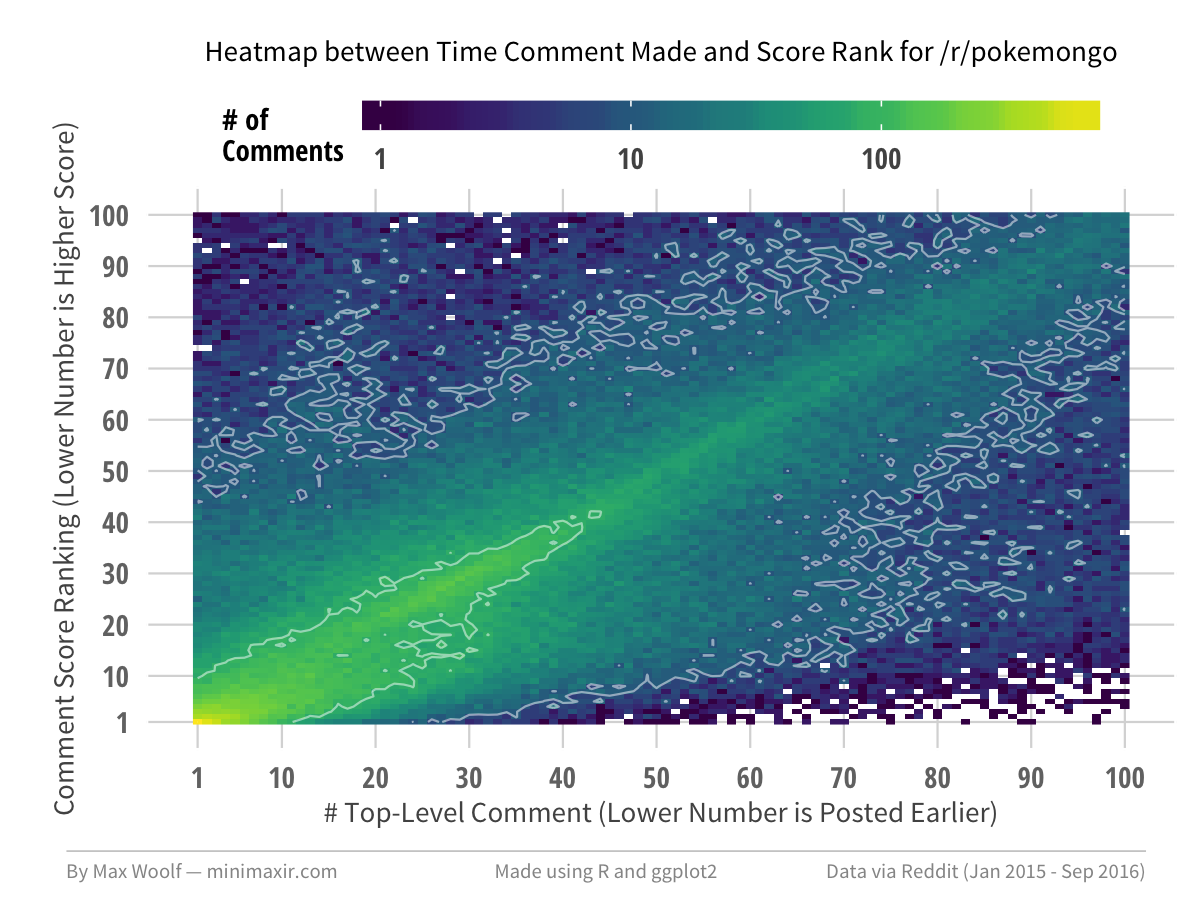 Heatmap between Time Comment Made and Score Rank for /r/pokemongo
# of
Comments
1 10 100
Comment Score Ranking (Lower Number is Higher Score)
100
90
80
70
60
50
40
30
20
10
1
1 10 20 30 40 50 60 70 80 90 100
# Top-Level Comment (Lower Number is Posted Earlier)
By Max Woolf — minimaxir.com
Made using R and ggplot2
Data via Reddit (Jan 2015 - Sep 2016)